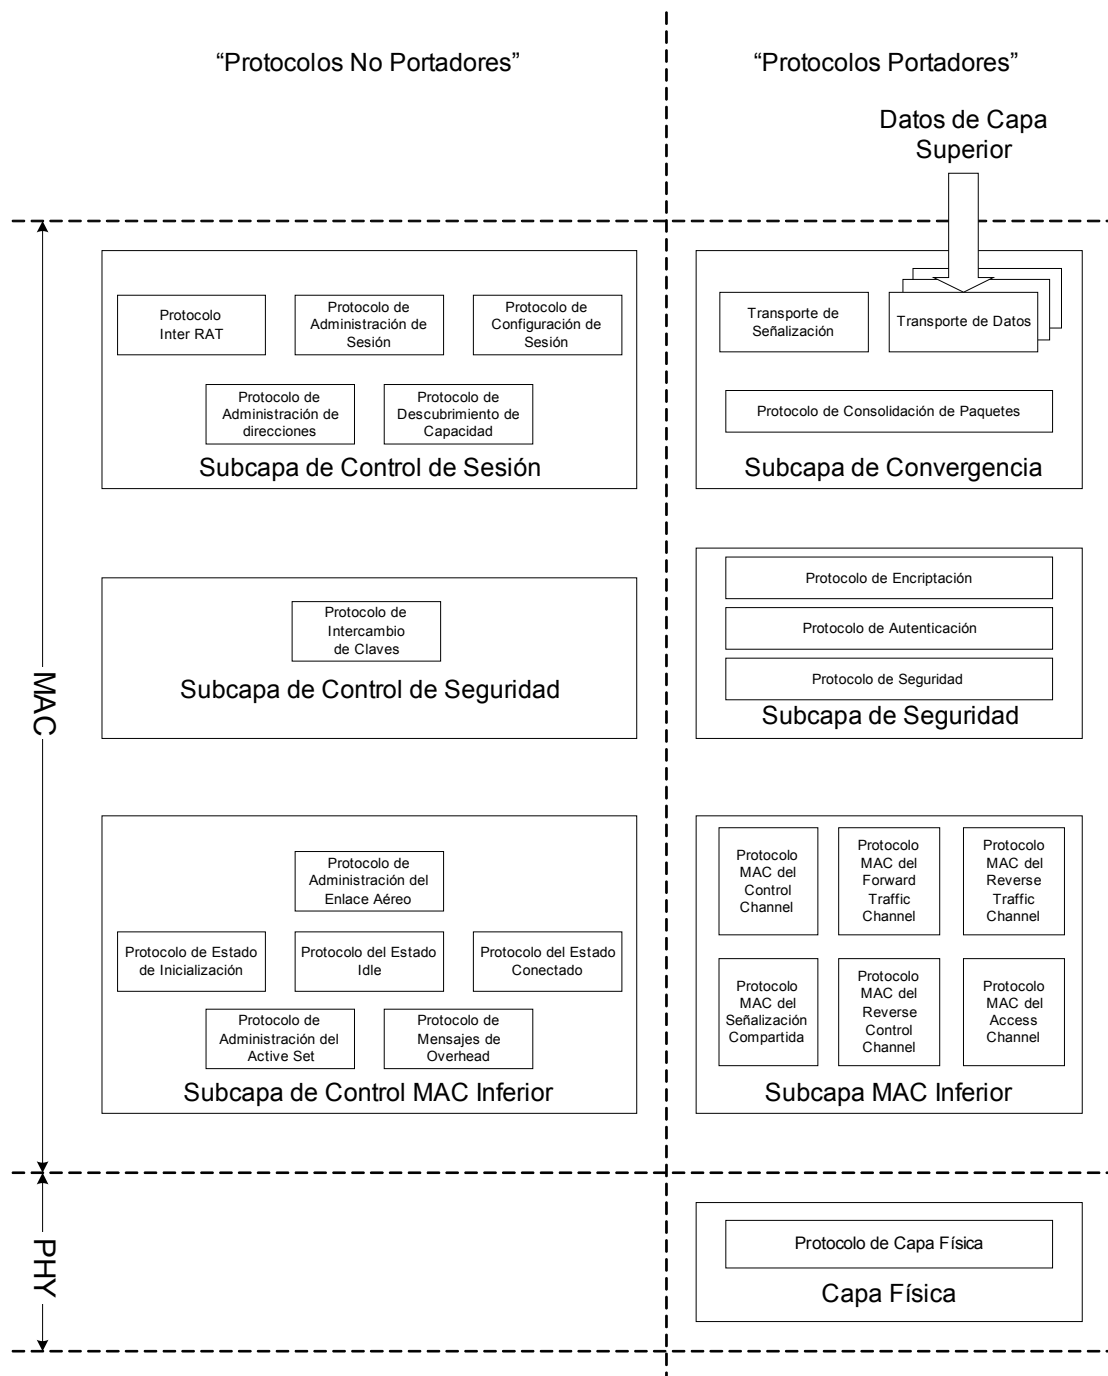 “Protocolos No Portadores”
“Protocolos Portadores”
Datos de Capa
Superior
MAC
Protocolo
Inter RAT
Protocolo de
Administración de
Sesión
Protocolo de
Configuración de
Sesión
Protocolo de
Administración de
direcciones
Protocolo de
Descubrimiento de
Capacidad
Subcapa de Control de Sesión
Transporte de
Señalización
Transporte de Datos
Protocolo de Consolidación de Paquetes
Subcapa de Convergencia
Protocolo de
Intercambio
de Claves
Subcapa de Control de Seguridad
Protocolo de Encriptación
Protocolo de Autenticación
Protocolo de Seguridad
Subcapa de Seguridad
Protocolo de
Administración del
Enlace Aéreo
Protocolo de Estado
de Inicialización
Protocolo del Estado
Idle
Protocolo del Estado
Conectado
Protocolo de
Administración del
Active Set
Protocolo de
Mensajes de
Overhead
Subcapa de Control MAC Inferior
Protocolo
MAC del
Control
Channel
Protocolo
MAC del
Forward
Traffic
Channel
Protocolo
MAC del
Reverse
Traffic
Channel
Protocolo
MAC del
Señalización
Compartida
Protocolo
MAC del
Reverse
Control
Channel
Protocolo
MAC del
Access
Channel
Subcapa MAC Inferior
PHY
Protocolo de Capa Física
Capa Física